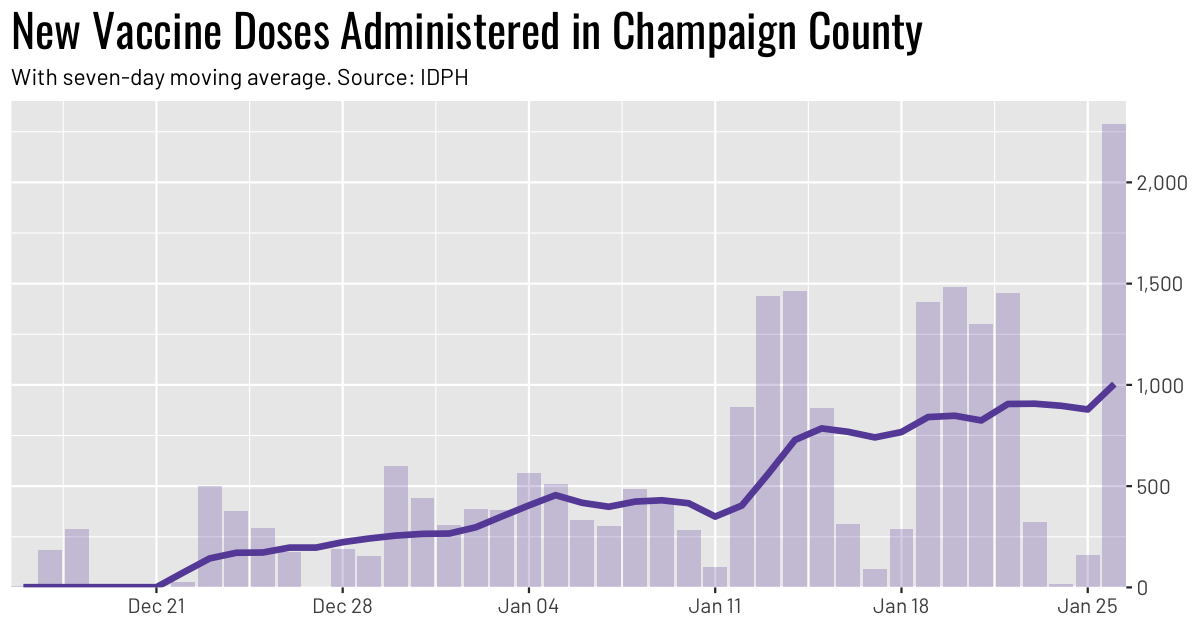 New Vaccine Doses Administered in Champaign County
With seven-day moving average. Source: IDPH
2,000
1,500
1,000
500
0
Dec 21 Dec 28 Jan 04 Jan 11 Jan 18 Jan 25